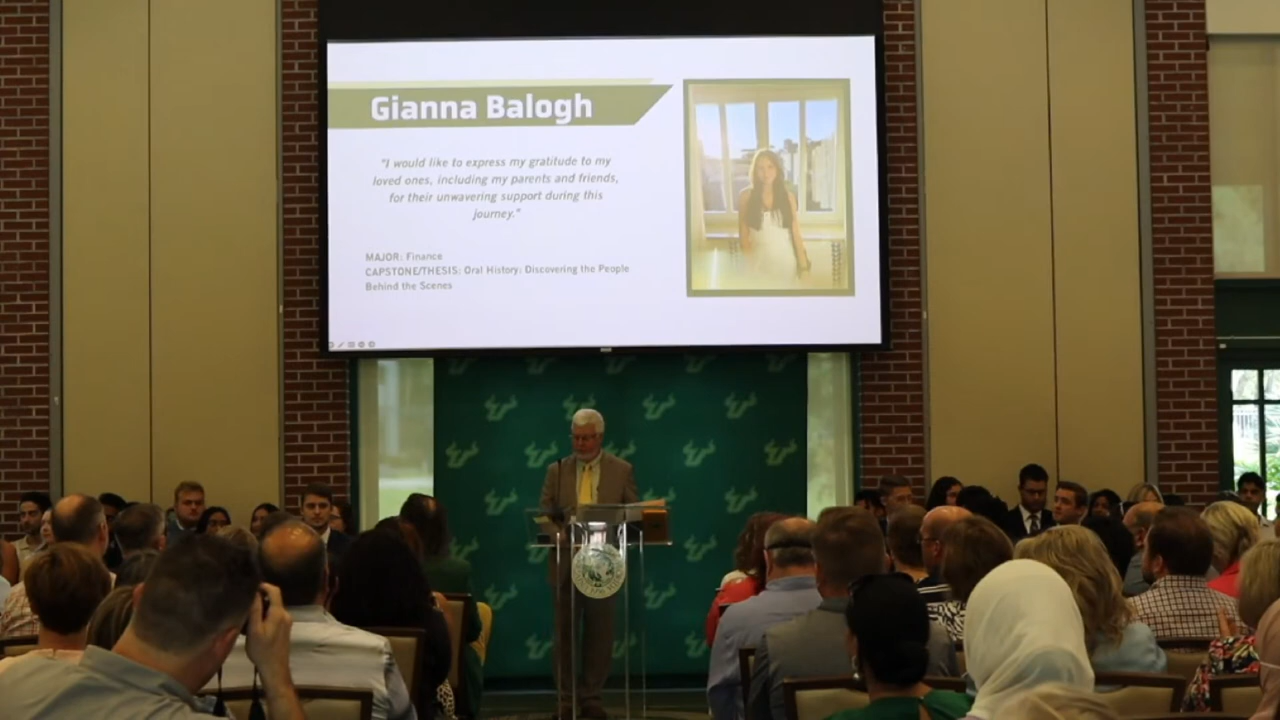 Gianna Balogh
"I would like to express my gratitude to my
loved ones, including my parents and friends,
for their unwavering support during this
journey."
MAJOR: Finance
CAPSTONE/THESIS: Oral History: Discovering the People
Behind the Scenes